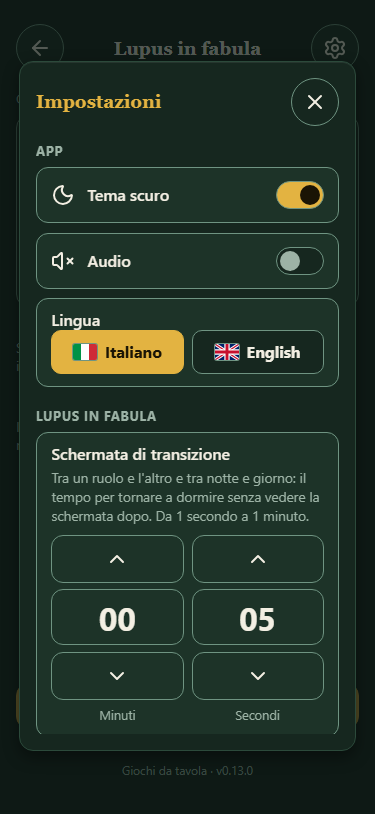 Lupus in fabula
Impostazioni
APP
Tema scuro
Audio
Lingua
Italiano
English
LUPUS IN FABULA
Schermata di transizione
Tra un ruolo e l'altro e tra notte e giorno: il
tempo per tornare a dormire senza vedere la
schermata dopo. Da 1 secondo a 1 minuto.
00
05
Minuti
Secondi
Giochi da tavola · v0.13.0